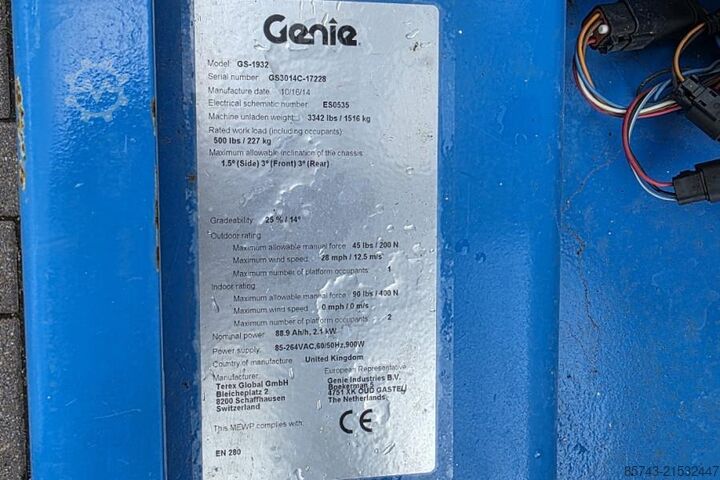 Genie
Model: GS-1932
Serial number: GS3014C-17228
Manufacture date: 10/16/14
Electrical schematic number: ES0535
Machine unladen weight: 3342 lbs / 1516 kg
Rated work load (including occupants):
500 lbs / 227 kg
Maximum allowable inclination of the chassis:
1.5° (Side) 3° (Front) 3° (Rear)
Gradeability: 25 % / 14°
Outdoor rating:
Maximum allowable manual force: 45 lbs / 200 N
Maximum wind speed: 28 mph / 12.5 m/s
Maximum number of platform occupants: 1
Indoor rating:
Maximum allowable manual force: 90 lbs / 400 N
Maximum wind speed: 0 mph / 0 m/s
Maximum number of platform occupants: 2
Nominal power: 88.9 Ah/h, 2.1 kW
Power supply: 85-264VAC,60/50Hz,900W
Country of manufacture: United Kingdom
Manufacturer:
Terex Global GmbH
Bleicheplatz 2
8200 Schaffhausen
Switzerland
European Representative:
Genie Industries B.V.
Boekerman 5
4751 XK OUD GASTEL
The Netherlands
This MEWP complies with:
CE
EN 280
85743-21532447